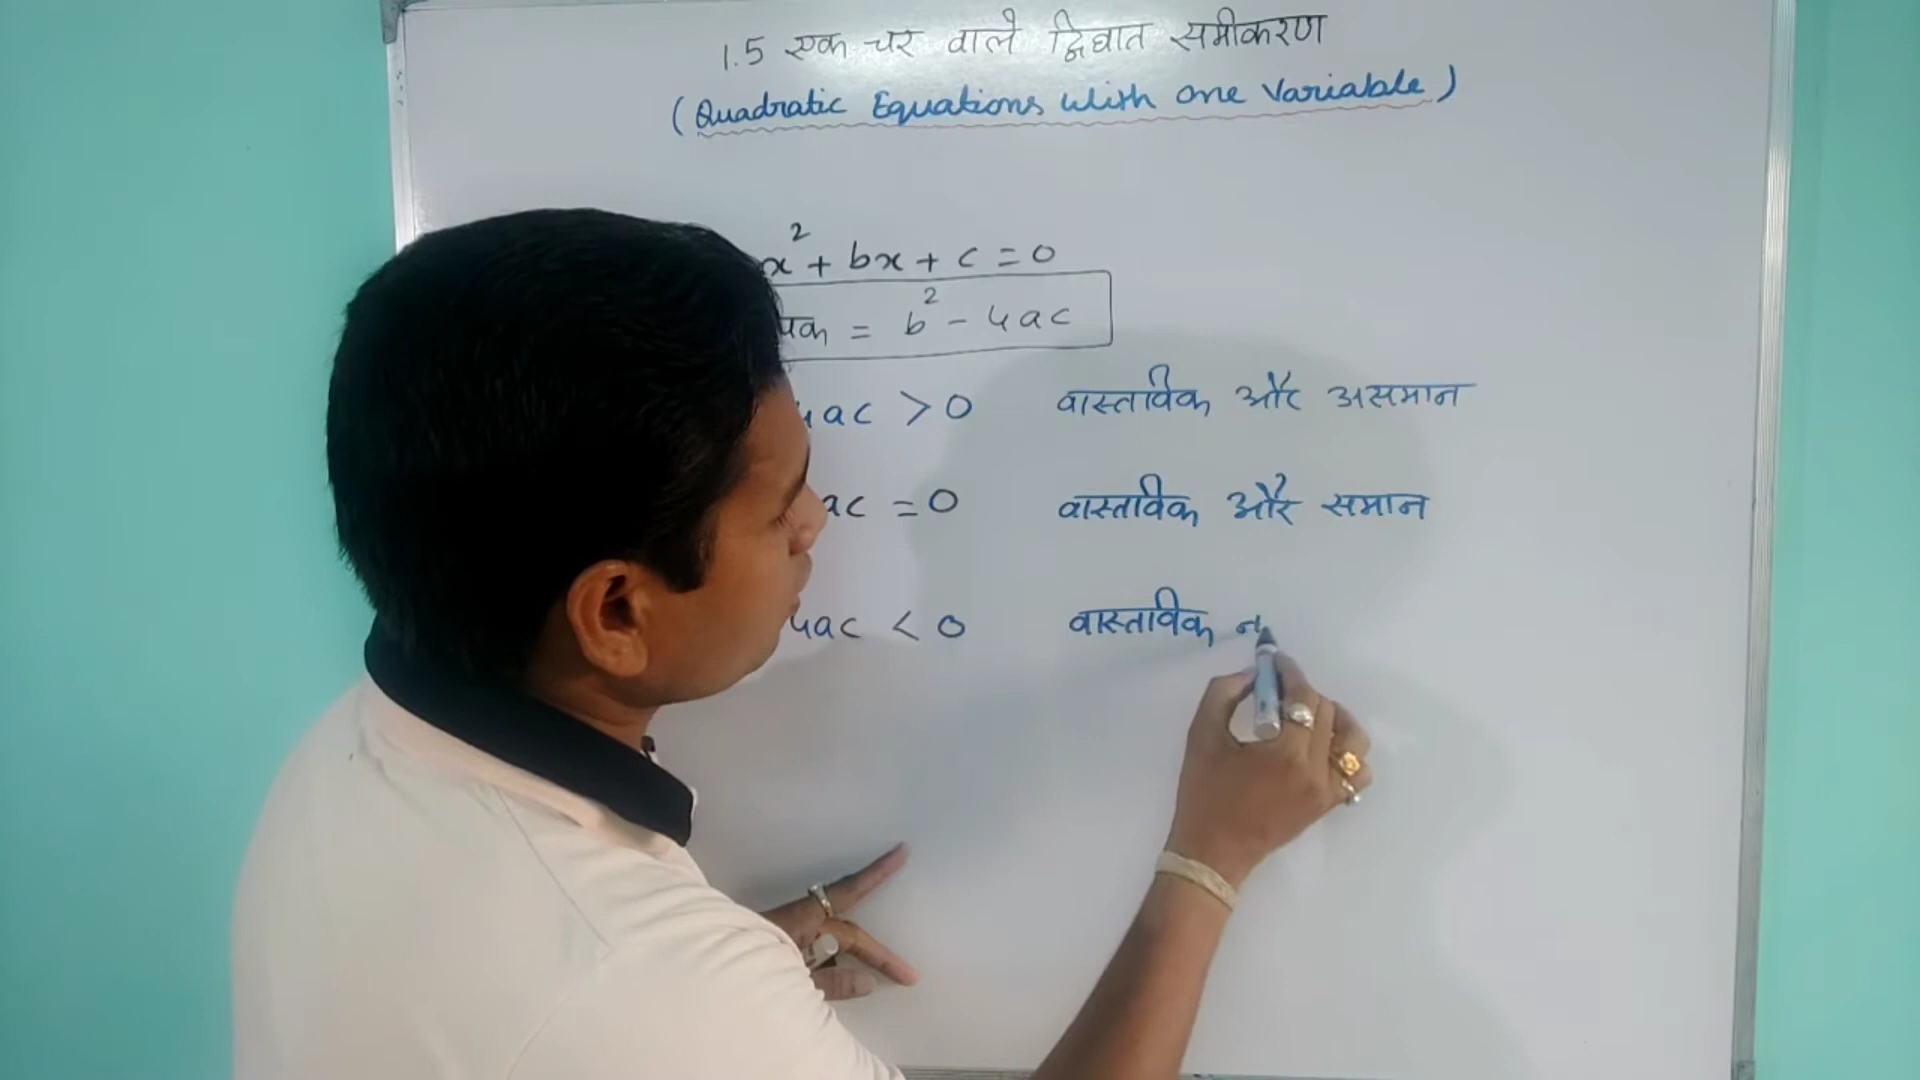 1.5 एक चर वाले द्विघात समीकरण
(Quadratic Equations With one Variable)
x² + bx + c = 0
= b² - 4ac
4ac > 0 वास्तविक और असमान
ac = 0 वास्तविक और समान
4ac < 0 वास्तविक न